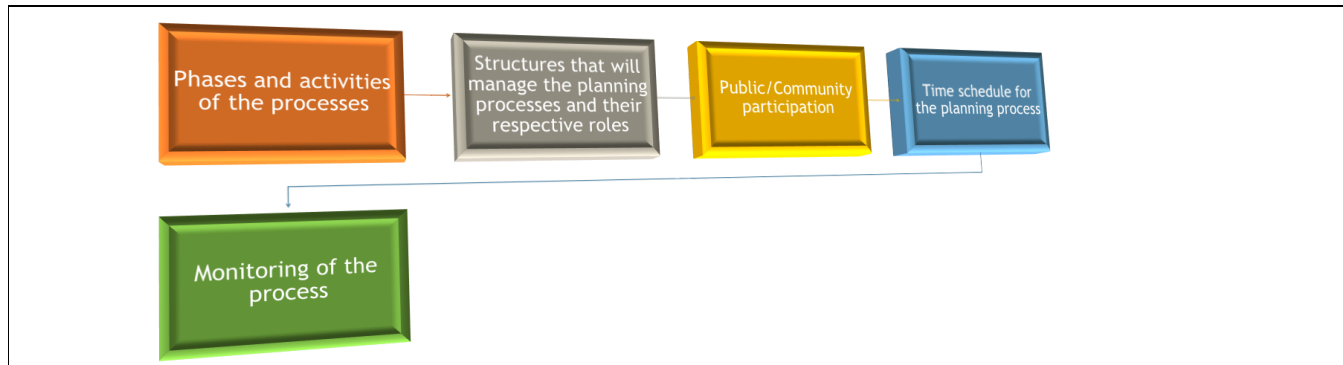 Phases and activities
of the processes
Structures that will
manage the planning
processes and their
respective roles
Public/Community
participation
Time schedule for
the planning process
Monitoring of the
process